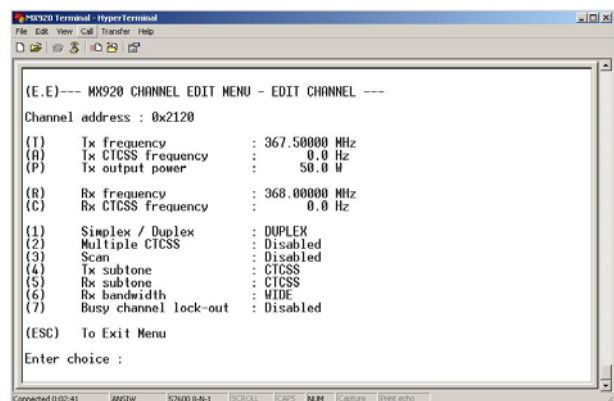 MX920 Terminal - HyperTerminal
File Edit View Call Transfer Help
(E.E)--- MX920 CHANNEL EDIT MENU - EDIT CHANNEL ---
Channel address : 0x2120
(T) Tx frequency : 367.50000 MHz
(A) Tx CTCSS frequency : 0.0 Hz
(P) Tx output power : 50.0 W
(R) Rx frequency : 368.00000 MHz
(C) Rx CTCSS frequency : 0.0 Hz
(1) Simplex / Duplex : DUPLEX
(2) Multiple CTCSS : Disabled
(3) Scan : Disabled
(4) Tx subtone : CTCSS
(5) Rx subtone : CTCSS
(6) Rx bandwidth : WIDE
(7) Busy channel lock-out : Disabled
(ESC) To Exit Menu
Enter choice :
Connected 0:02:41 ANSIW 57600 8-N-1 SCROLL CAPS NUM Capture Print echo